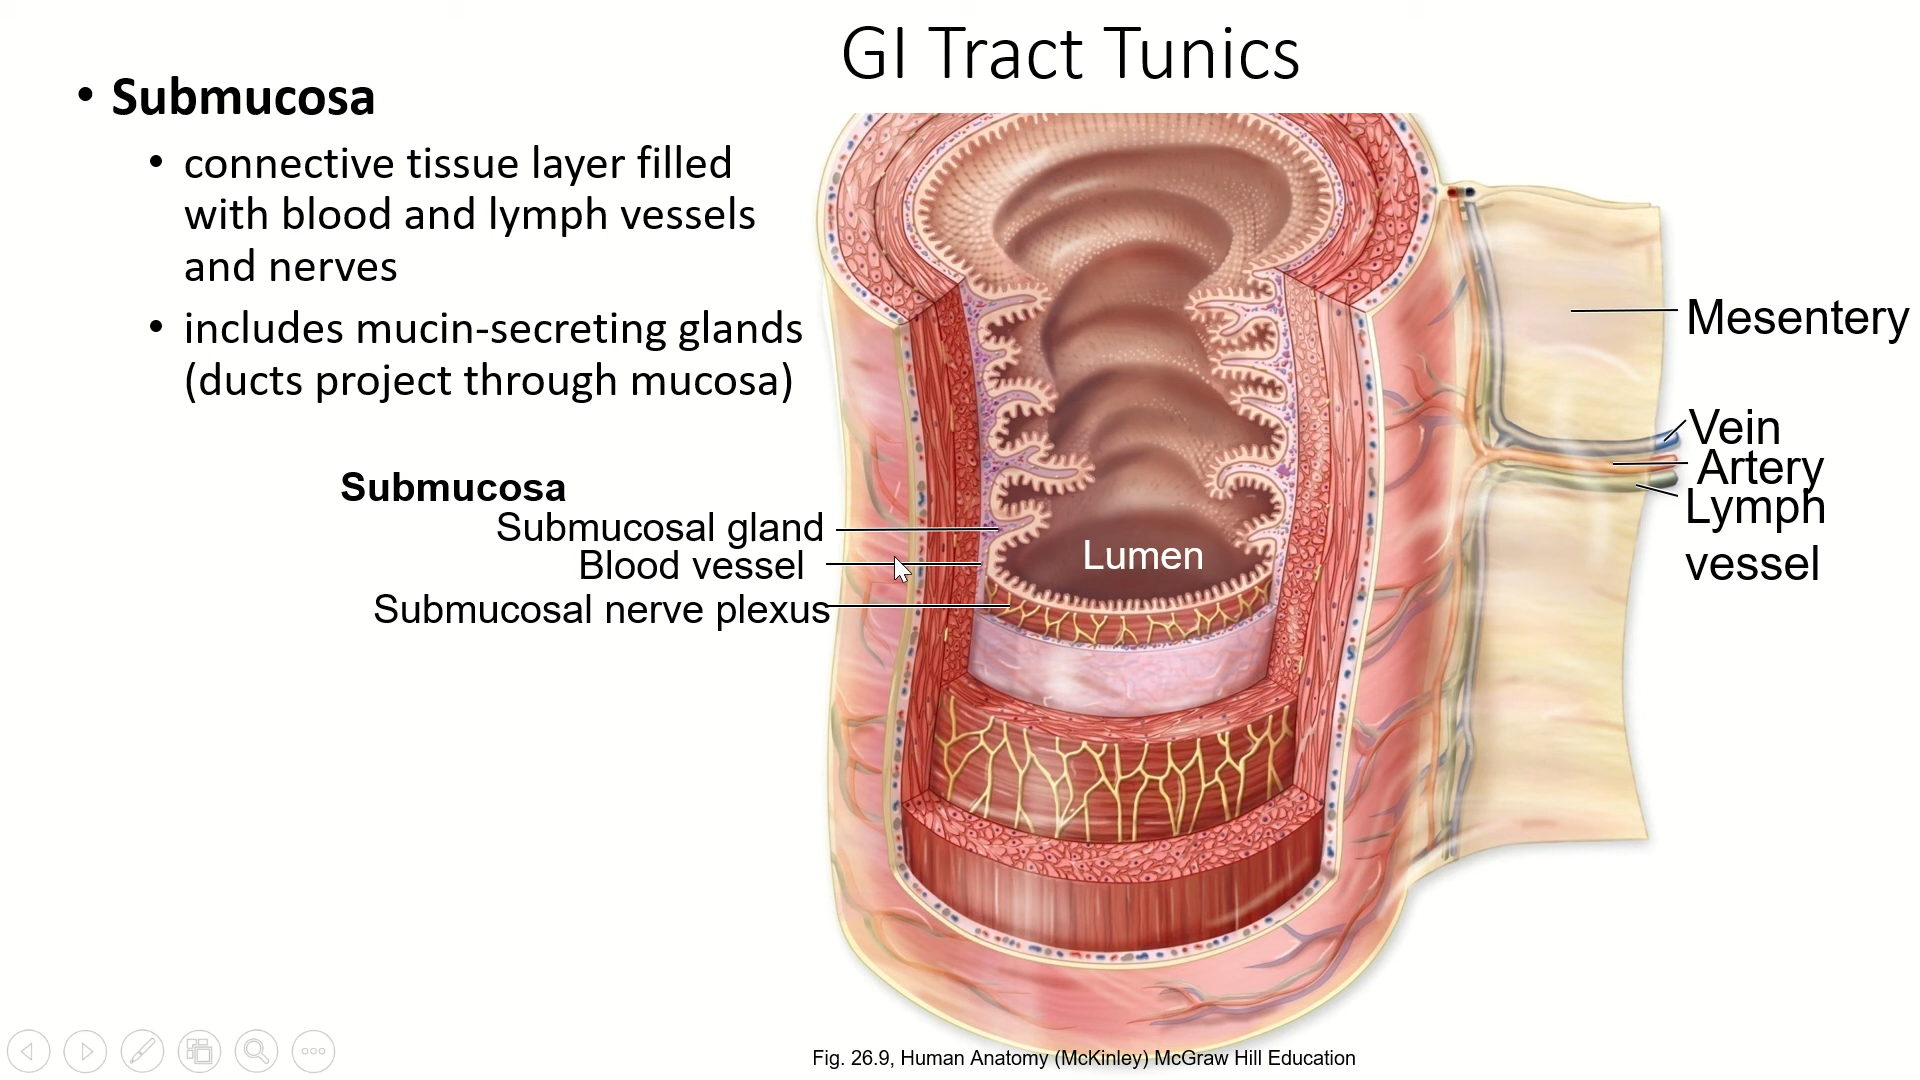 GI Tract Tunics
• Submucosa
• connective tissue layer filled
with blood and lymph vessels
and nerves
• includes mucin-secreting glands
(ducts project through mucosa)
Submucosa
Submucosal gland
Blood vessel
Submucosal nerve plexus
Lumen
Mesentery
Vein
Artery
Lymph
vessel
Fig. 26.9, Human Anatomy (McKinley) McGraw Hill Education